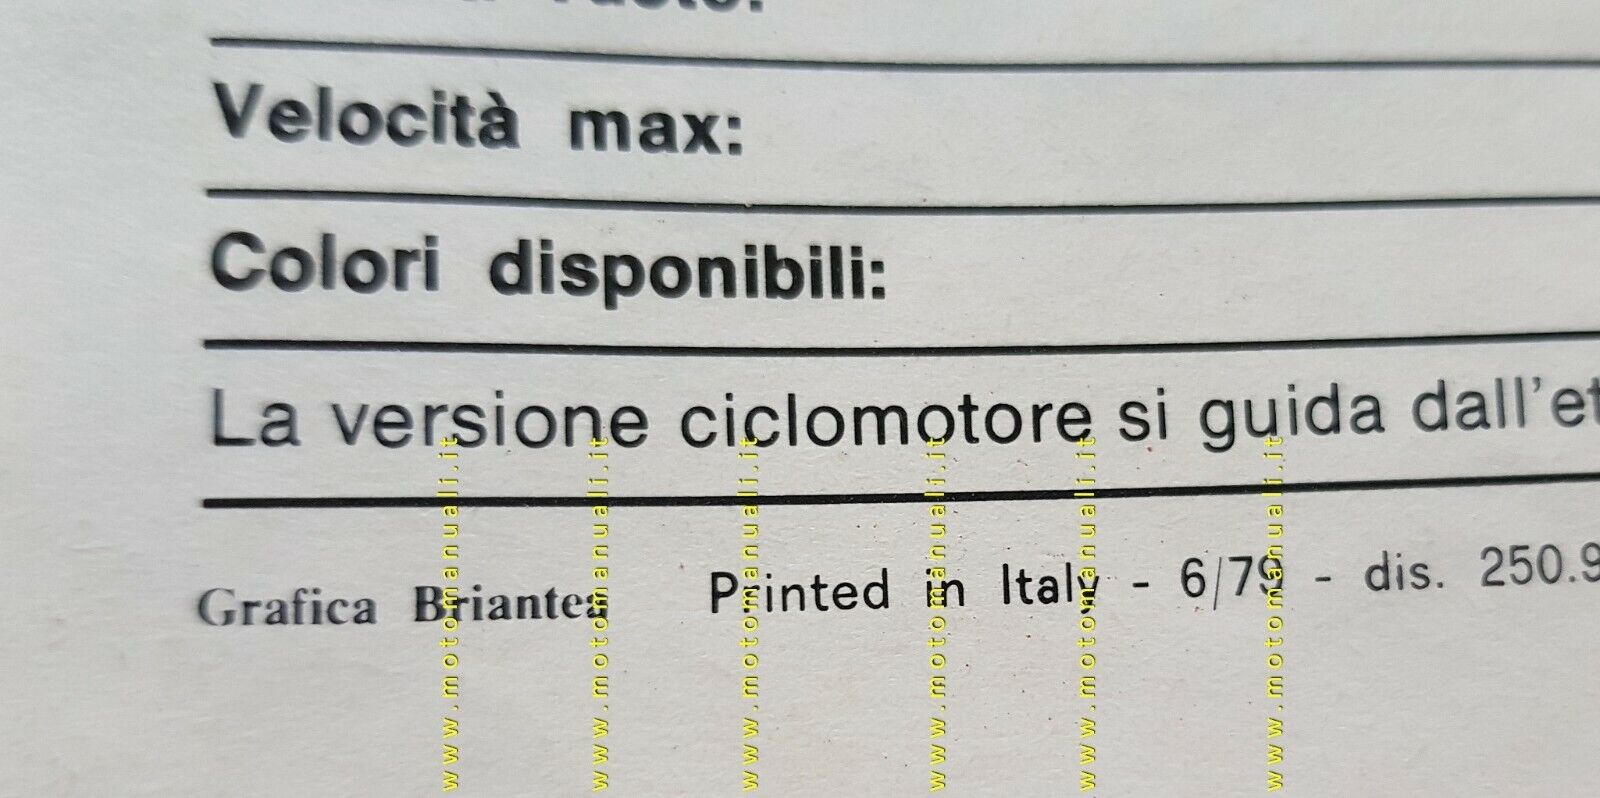 Velocità max:
Colori disponibili:
La versione ciclomotore si guida dall'et
Grafica Briantea Printed in Italy - 6/79 - dis. 250.9
www.motomanuali.it
www.motomanuali.it
www.motomanuali.it
www.motomanuali.it
www.motomanuali.it
www.motomanuali.it